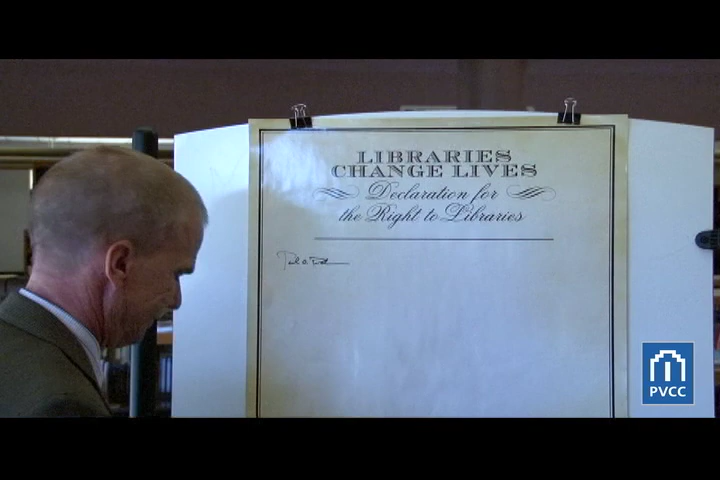 LIBRARIES
CHANGE LIVES
Declaration for
the Right to Libraries
PVCC